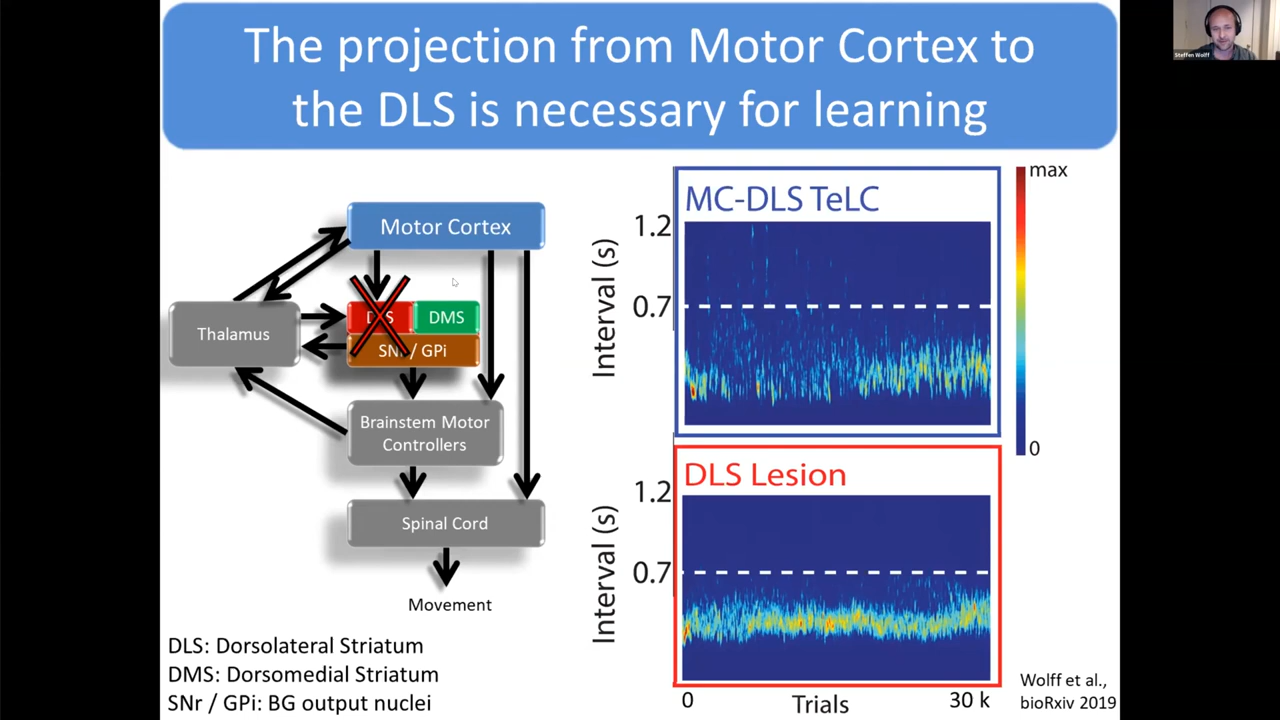 The projection from Motor Cortex to
the DLS is necessary for learning
Steffen Wolff
Motor Cortex
Thalamus
DLS
DMS
SNr / GPi
Brainstem Motor
Controllers
Spinal Cord
Movement
DLS: Dorsolateral Striatum
DMS: Dorsomedial Striatum
SNr / GPi: BG output nuclei
MC-DLS TeLC
1.2
0.7
Interval (s)
max
0
DLS Lesion
1.2
0.7
Interval (s)
0
Trials
30 k
Wolff et al.,
bioRxiv 2019